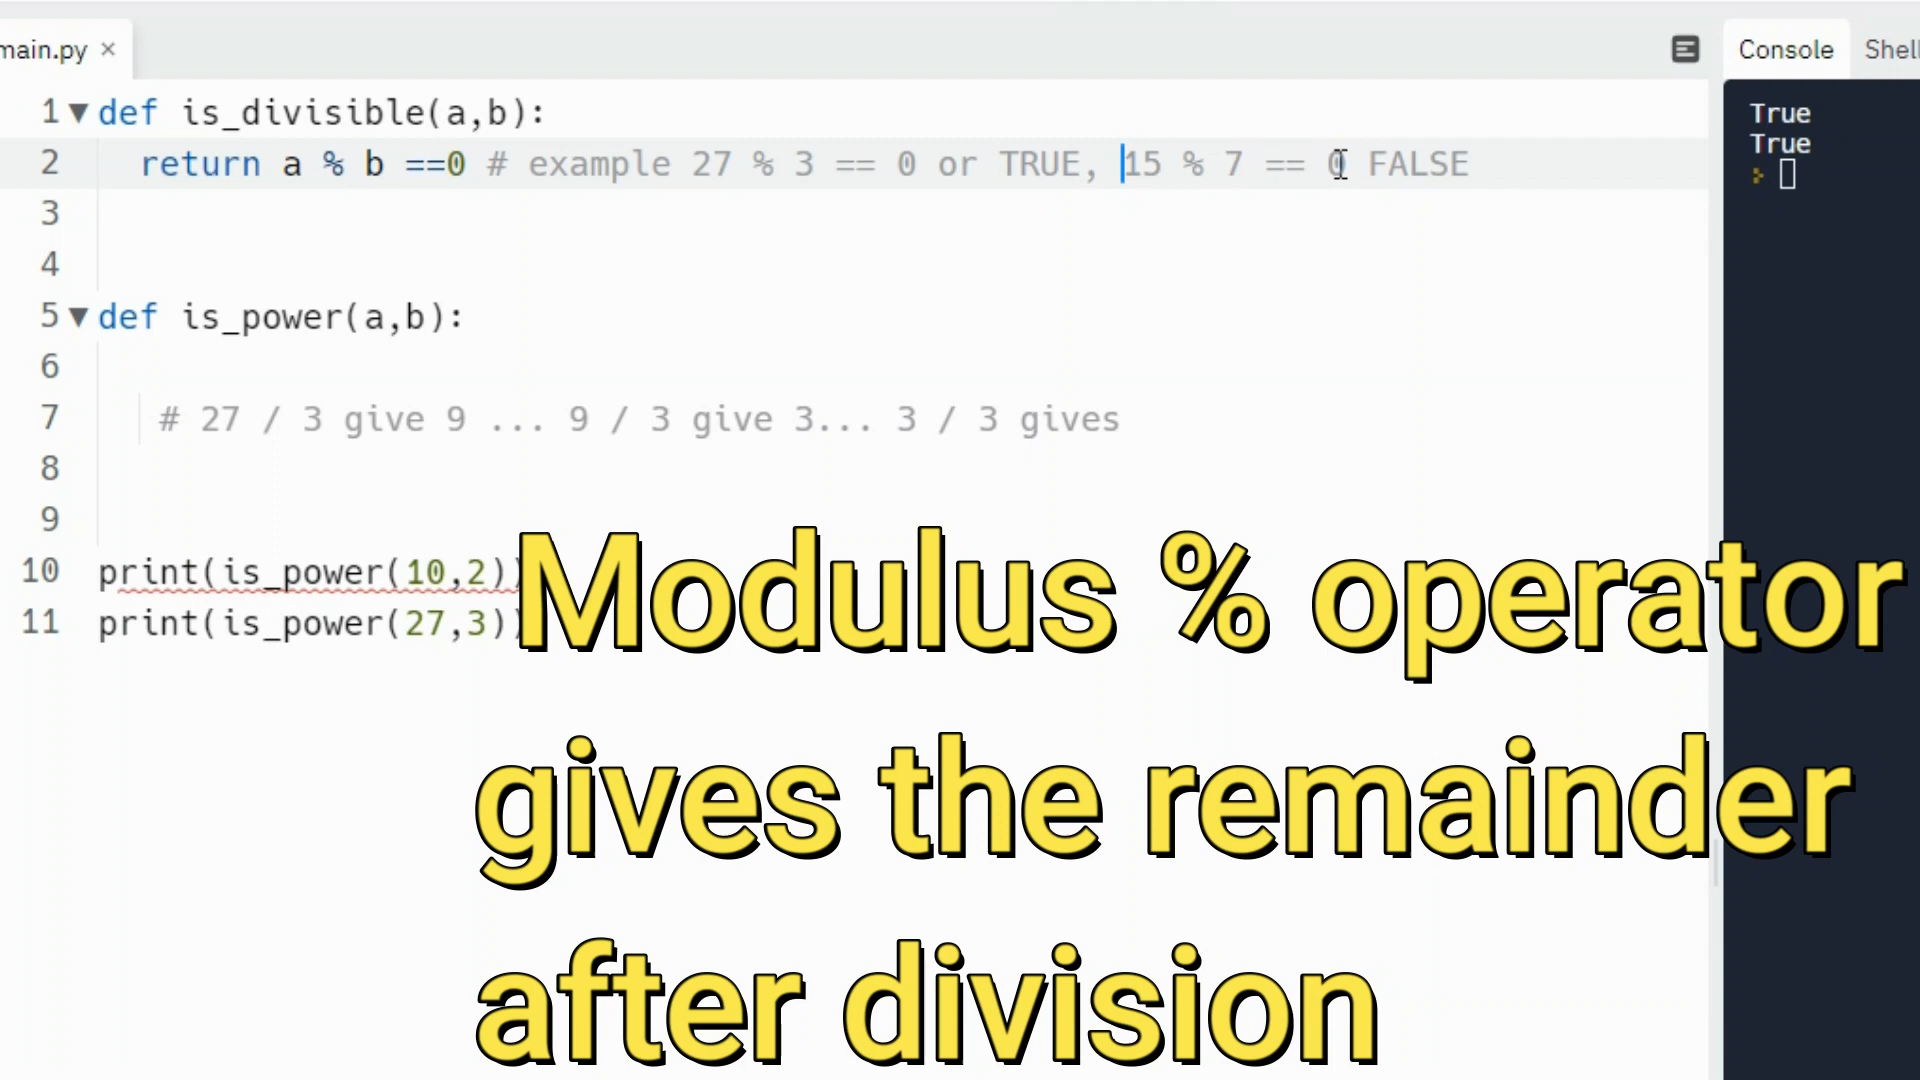 main.py ×
Console Shell
1 def is_divisible(a,b):
2 return a % b ==0 # example 27 % 3 == 0 or TRUE, 15 % 7 == 0 FALSE
3
4
5 def is_power(a,b):
6
7 # 27 / 3 give 9 ... 9 / 3 give 3... 3 / 3 gives
8
9
10 print(is_power(10,2))
11 print(is_power(27,3))
True
True
Modulus % operator
gives the remainder
after division